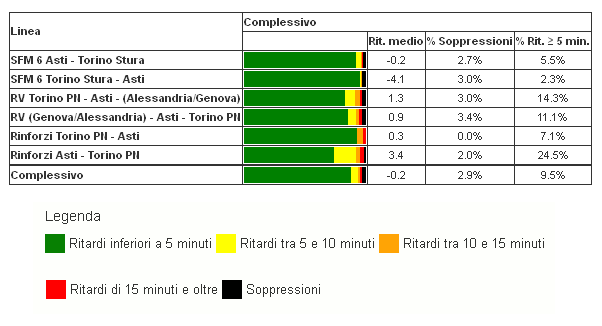 Linea Complessivo
Rit. medio % Soppressioni % Rit. ≥ 5 min.
SFM 6 Asti - Torino Stura -0.2 2.7% 5.5%
SFM 6 Torino Stura - Asti -4.1 3.0% 2.3%
RV Torino PN - Asti - (Alessandria/Genova) 1.3 3.0% 14.3%
RV (Genova/Alessandria) - Asti - Torino PN 0.9 3.4% 11.1%
Rinforzi Torino PN - Asti 0.3 0.0% 7.1%
Rinforzi Asti - Torino PN 3.4 2.0% 24.5%
Complessivo -0.2 2.9% 9.5%
Legenda
Ritardi inferiori a 5 minuti Ritardi tra 5 e 10 minuti Ritardi tra 10 e 15 minuti
Ritardi di 15 minuti e oltre Soppressioni